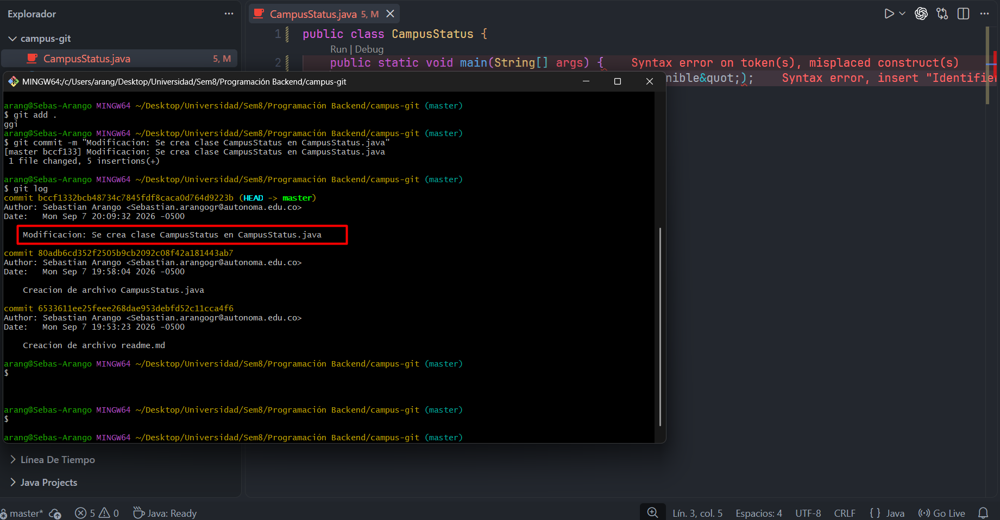 Explorador
campus-git
CampusStatus.java 5, M
CampusStatus.java 5, M
1 public class CampusStatus {
Run | Debug
2 public static void main(String[] args) { Syntax error on token(s), misplaced construct(s)
nible&quot;); Syntax error, insert "Identifier
MINGW64:/c/Users/arang/Desktop/Universidad/Sem8/Programación Backend/campus-git
arang@Sebas-Arango MINGW64 ~/Desktop/Universidad/Sem8/Programación Backend/campus-git (master)
$ git add .
ggi
arang@Sebas-Arango MINGW64 ~/Desktop/Universidad/Sem8/Programación Backend/campus-git (master)
$ git commit -m "Modificacion: Se crea clase CampusStatus en CampusStatus.java"
[master bccf133] Modificacion: Se crea clase CampusStatus en CampusStatus.java
1 file changed, 5 insertions(+)
arang@Sebas-Arango MINGW64 ~/Desktop/Universidad/Sem8/Programación Backend/campus-git (master)
$ git log
commit bccf1332bcb48734c7845fdf8caca0d764d9223b (HEAD -> master)
Author: Sebastian Arango <Sebastian.arangogr@autonoma.edu.co>
Date:   Mon Sep 7 20:09:32 2026 -0500
Modificacion: Se crea clase CampusStatus en CampusStatus.java
commit 80adb6cd352f2505b9cb2092c08f42a181443ab7
Author: Sebastian Arango <Sebastian.arangogr@autonoma.edu.co>
Date:   Mon Sep 7 19:58:04 2026 -0500
Creacion de archivo CampusStatus.java
commit 6533611ee25feee268dae953debfd52c11cca4f6
Author: Sebastian Arango <Sebastian.arangogr@autonoma.edu.co>
Date:   Mon Sep 7 19:53:23 2026 -0500
Creacion de archivo readme.md
arang@Sebas-Arango MINGW64 ~/Desktop/Universidad/Sem8/Programación Backend/campus-git (master)
$
arang@Sebas-Arango MINGW64 ~/Desktop/Universidad/Sem8/Programación Backend/campus-git (master)
$
arang@Sebas-Arango MINGW64 ~/Desktop/Universidad/Sem8/Programación Backend/campus-git (master)
Línea De Tiempo
Java Projects
master* 5 0 Java: Ready Lín. 3, col. 5 Espacios: 4 UTF-8 CRLF {} Java Go Live